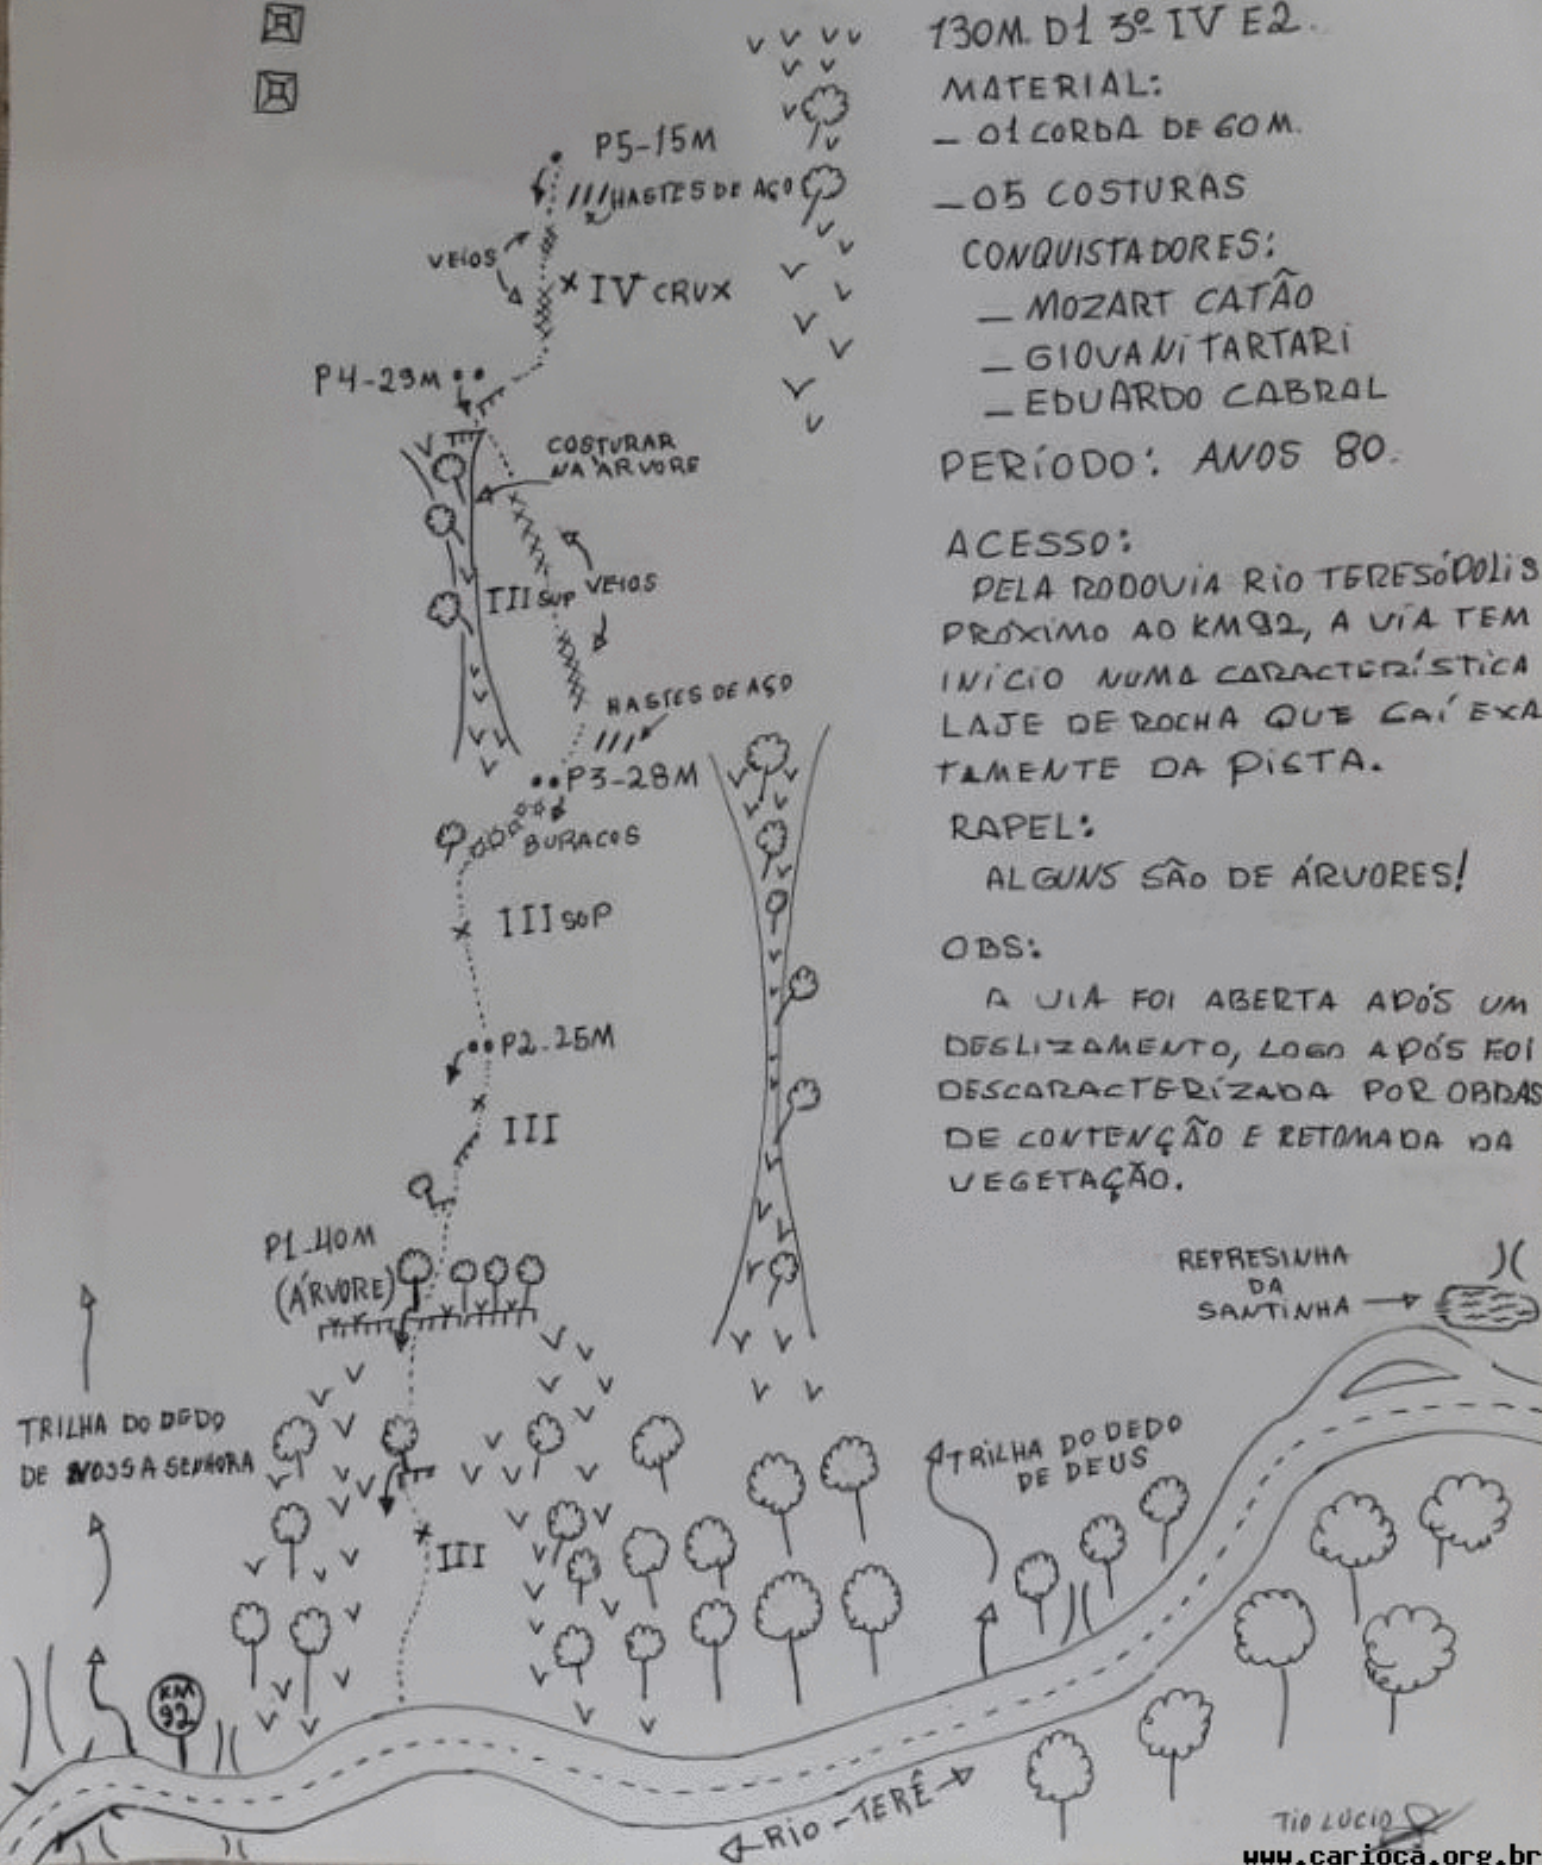 130M. D1 3º IV E2.
MATERIAL:
- 01 CORDA DE 60M.
- 05 COSTURAS
CONQUISTADORES:
- MOZART CATÃO
- GIOVANI TARTARI
- EDUARDO CABRAL
PERÍODO: ANOS 80.
ACESSO:
PELA RODOVIA RIO TERESÓPOLIS
PRÓXIMO AO KM92, A VIA TEM
INÍCIO NUMA CARACTERÍSTICA
LAJE DE ROCHA QUE CAÍ EXA
TAMENTE DA PISTA.
RAPEL:
ALGUNS SÃO DE ÁRVORES!
OBS:
A VIA FOI ABERTA APÓS UM
DESLIZAMENTO, LOGO APÓS FOI
DESCARACTERIZADA POR OBRAS
DE CONTENÇÃO E RETOMADA DA
VEGETAÇÃO.
P5-15M
HASTES DE AÇO
VEIOS
IV CRUX
P4-29M
COSTURAR
NA ÁRVORE
III SUP
VEIOS
HASTES DE AÇO
P3-28M
BURACOS
III SUP
P2-25M
III
P1-40M
(ÁRVORE)
REPRESINHA
DA
SANTINHA
TRILHA DO DEDO
DE NOSSA SENHORA
TRILHA DO DEDO
DE DEUS
III
KM
92
RIO-TERÊ
TIO LÚCIO
www.carioca.org.br